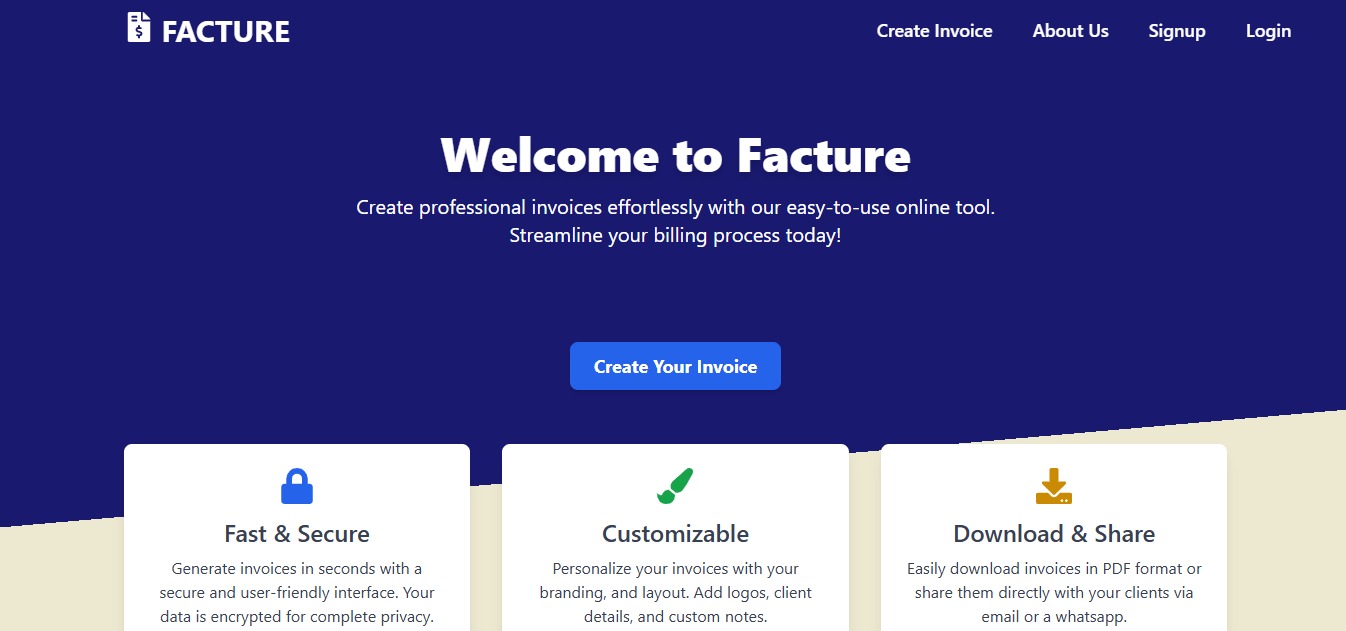 FACTURE
Create Invoice
About Us
Signup
Login
Welcome to Facture
Create professional invoices effortlessly with our easy-to-use online tool.
Streamline your billing process today!
Create Your Invoice
Fast & Secure
Generate invoices in seconds with a
secure and user-friendly interface. Your
data is encrypted for complete privacy.
Customizable
Personalize your invoices with your
branding, and layout. Add logos, client
details, and custom notes.
Download & Share
Easily download invoices in PDF format or
share them directly with your clients via
email or a whatsapp.